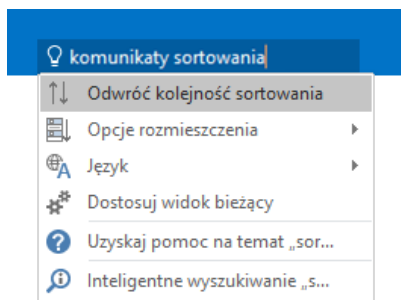 komunikaty sortowania
Odwróć kolejność sortowania
Opcje rozmieszczenia
Język
Dostosuj widok bieżący
Uzyskaj pomoc na temat „sor...
Inteligentne wyszukiwanie „s...